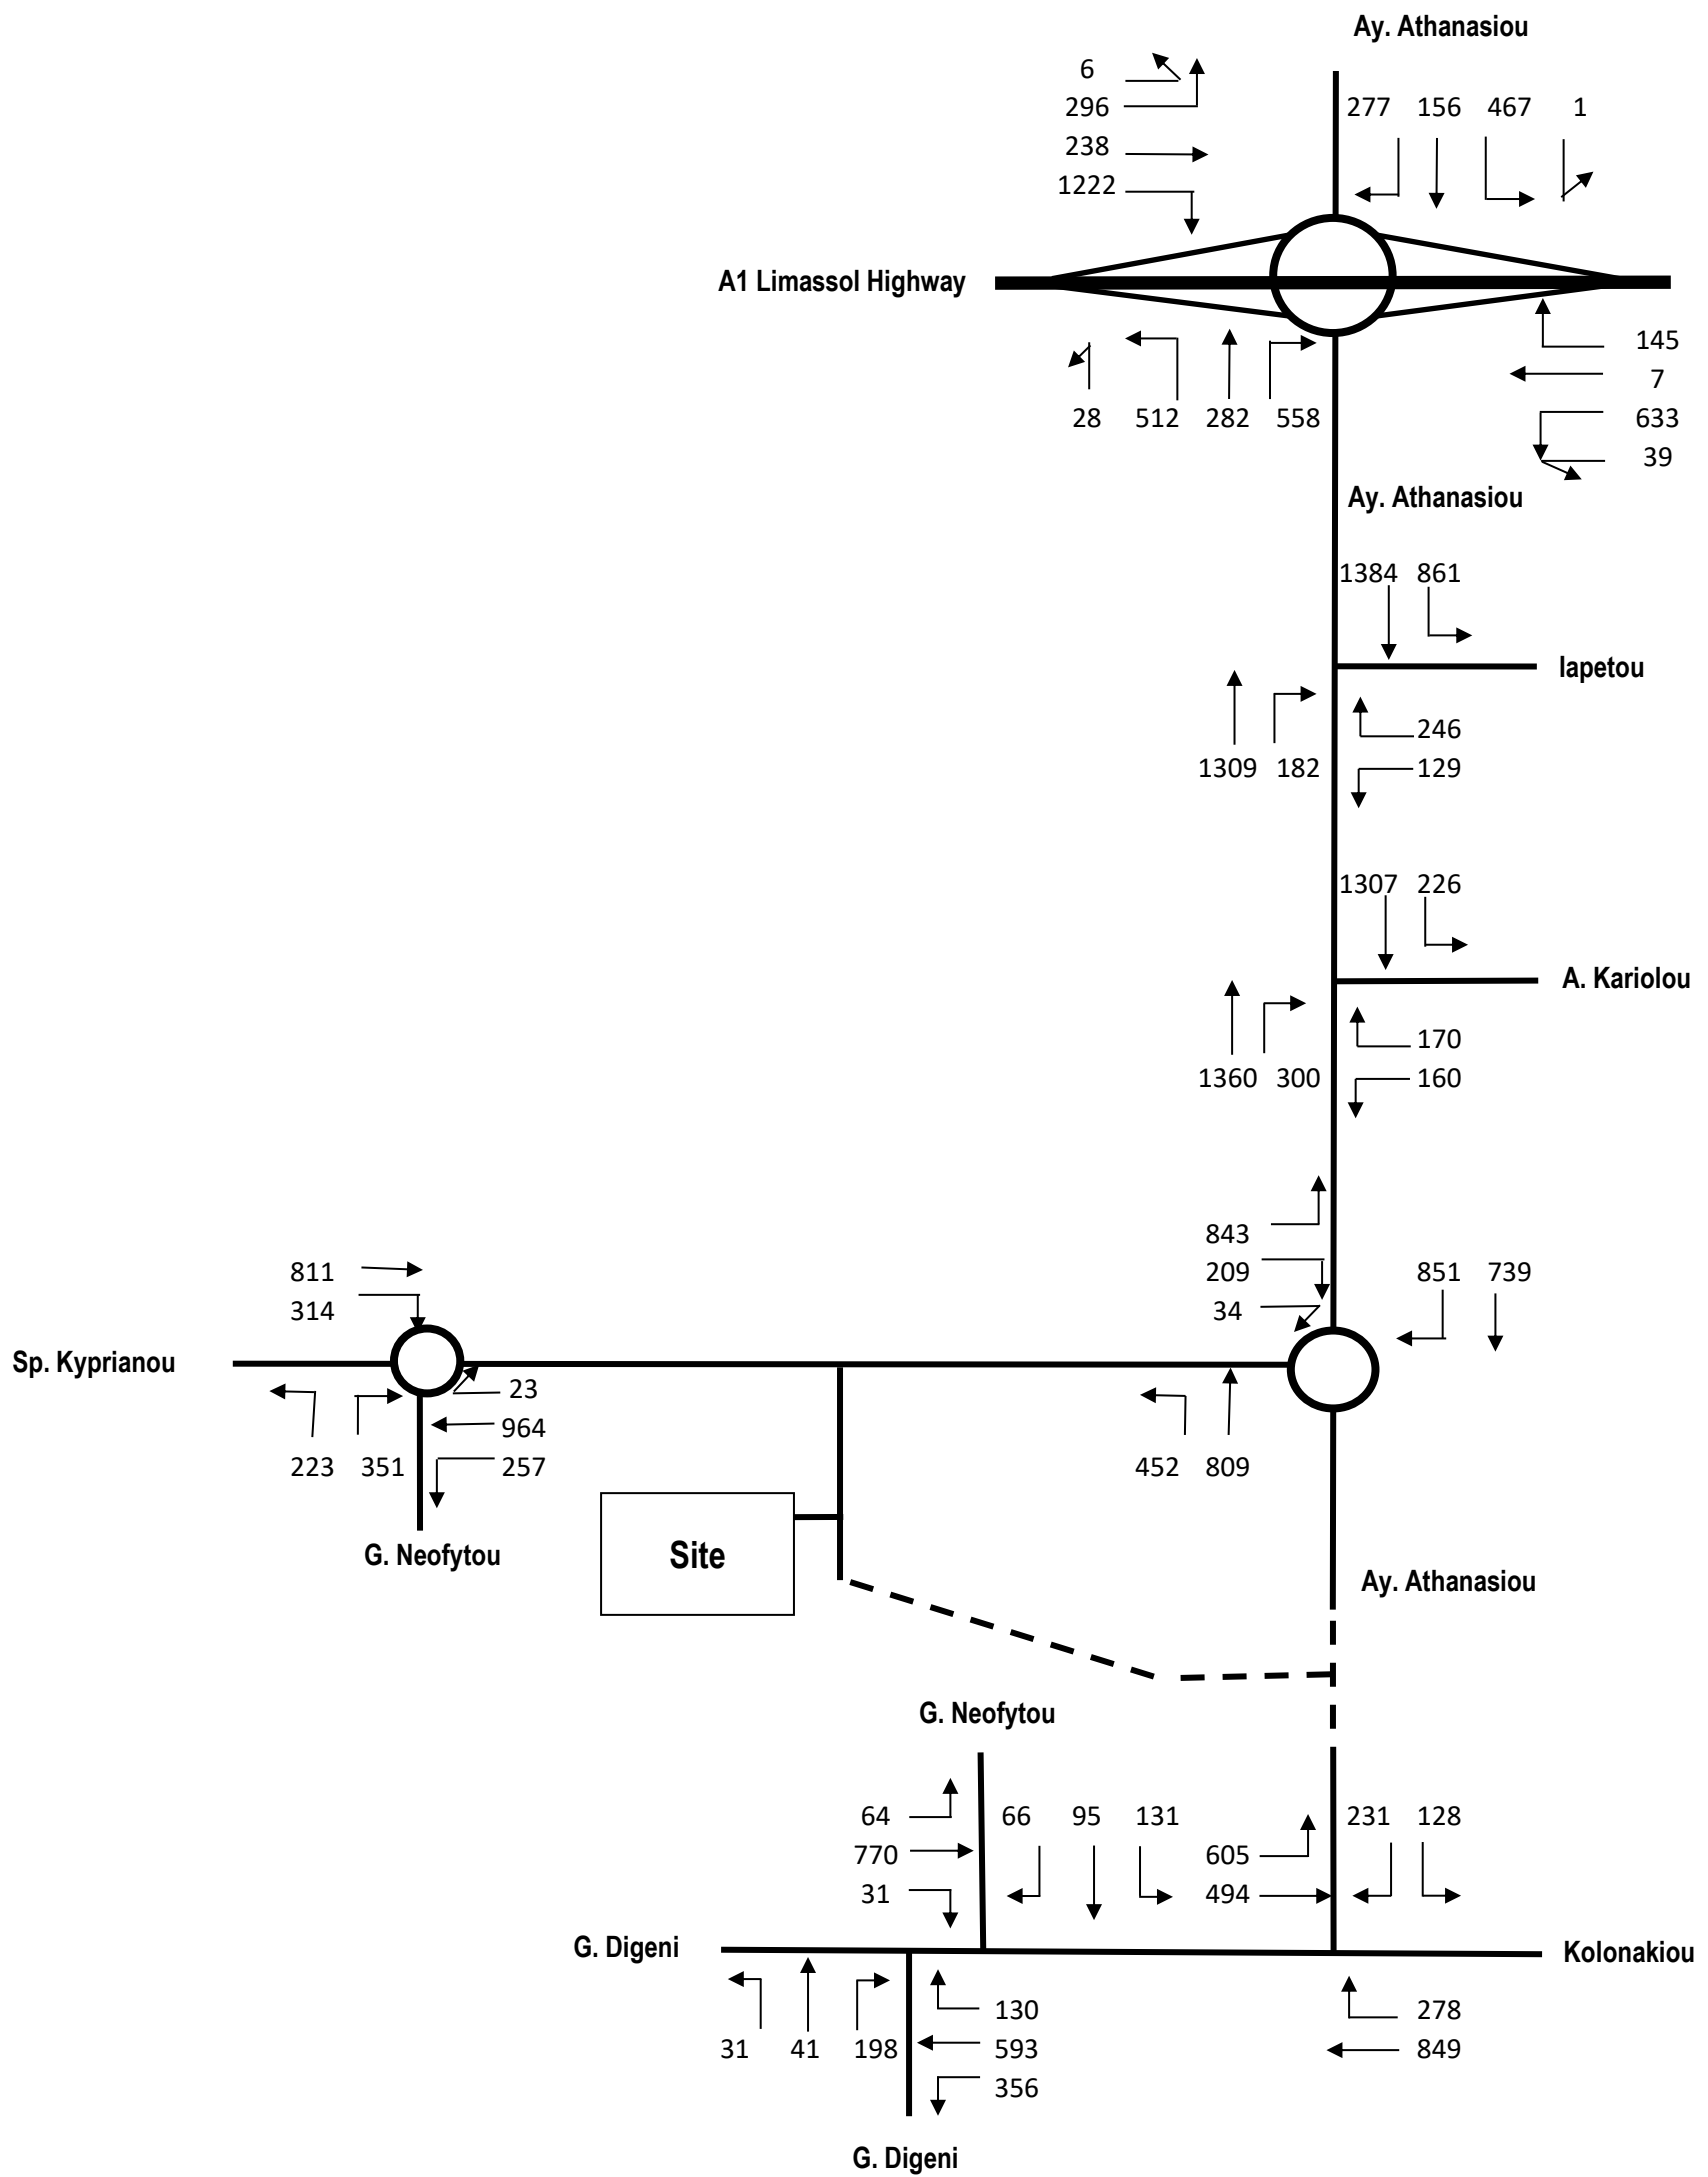 Ay. Athanasiou
6
296
238
1222
277 156 467 1
A1 Limassol Highway
145
7
633
39
28 512 282 558
Ay. Athanasiou
1384 861
Iapetou
246
129
1309 182
1307 226
A. Kariolou
170
160
1360 300
843
209
34
851 739
811
314
Sp. Kyprianou
23
964
257
223 351
452 809
G. Neofytou
Site
Ay. Athanasiou
G. Neofytou
64
770
31
66 95 131
605
494
231 128
G. Digeni
Kolonakiou
130
593
356
31 41 198
278
849
G. Digeni